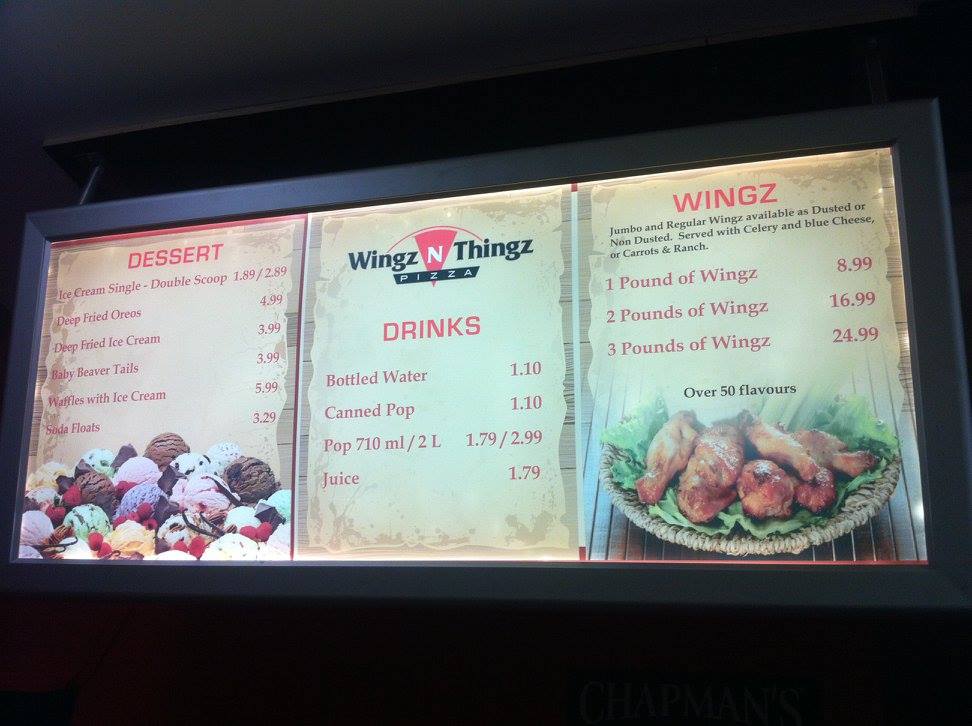 DESSERT
Ice Cream Single - Double Scoop 1.89 / 2.89
Deep Fried Oreos 4.99
Deep Fried Ice Cream 3.99
Baby Beaver Tails 3.99
Waffles with Ice Cream 5.99
Soda Floats 3.29
Wingz N Thingz
PIZZA
DRINKS
Bottled Water 1.10
Canned Pop 1.10
Pop 710 ml / 2 L 1.79 / 2.99
Juice 1.79
WINGZ
Jumbo and Regular Wingz available as Dusted or
Non Dusted. Served with Celery and blue Cheese,
or Carrots & Ranch.
1 Pound of Wingz 8.99
2 Pounds of Wingz 16.99
3 Pounds of Wingz 24.99
Over 50 flavours
CHAPMAN'S